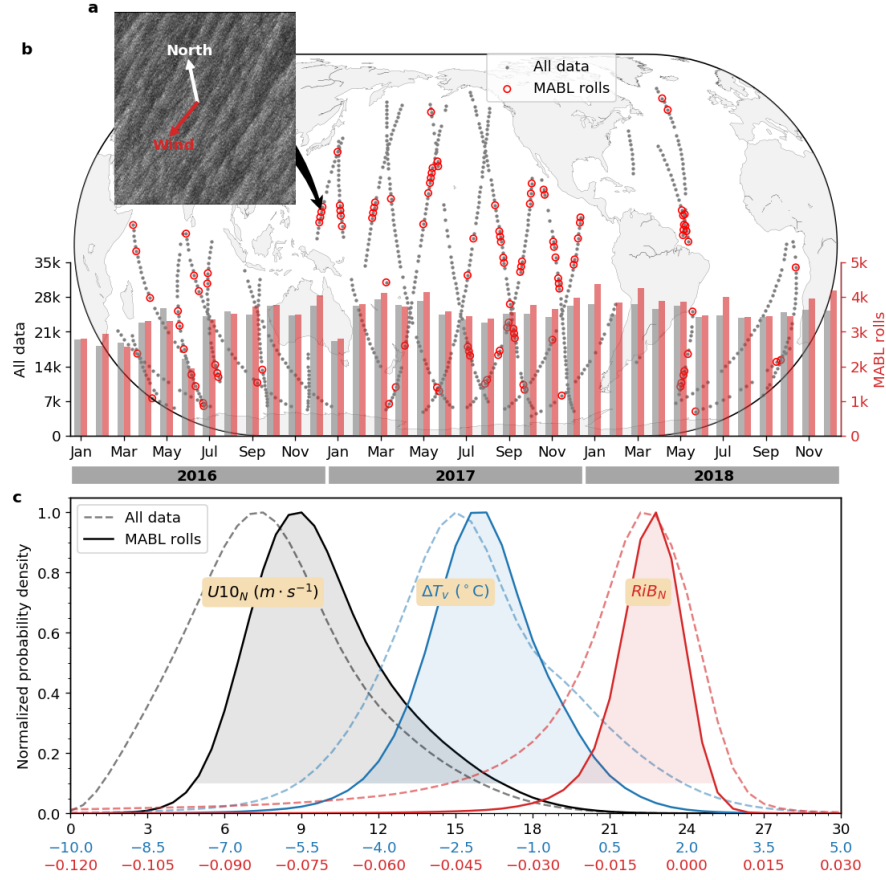 a
b
North
Wind
All data
MABL rolls
35k
28k
21k
14k
7k
0
All data
5k
4k
3k
2k
1k
0
MABL rolls
Jan Mar May Jul Sep Nov Jan Mar May Jul Sep Nov Jan Mar May Jul Sep Nov
2016 2017 2018
c
All data
MABL rolls
Normalized probability density
1.0
0.8
0.6
0.4
0.2
0.0
U10_N (m · s⁻¹)
ΔT_v (°C)
RiB_N
0 3 6 9 12 15 18 21 24 27 30
−10.0 −8.5 −7.0 −5.5 −4.0 −2.5 −1.0 0.5 2.0 3.5 5.0
−0.120 −0.105 −0.090 −0.075 −0.060 −0.045 −0.030 −0.015 0.000 0.015 0.030